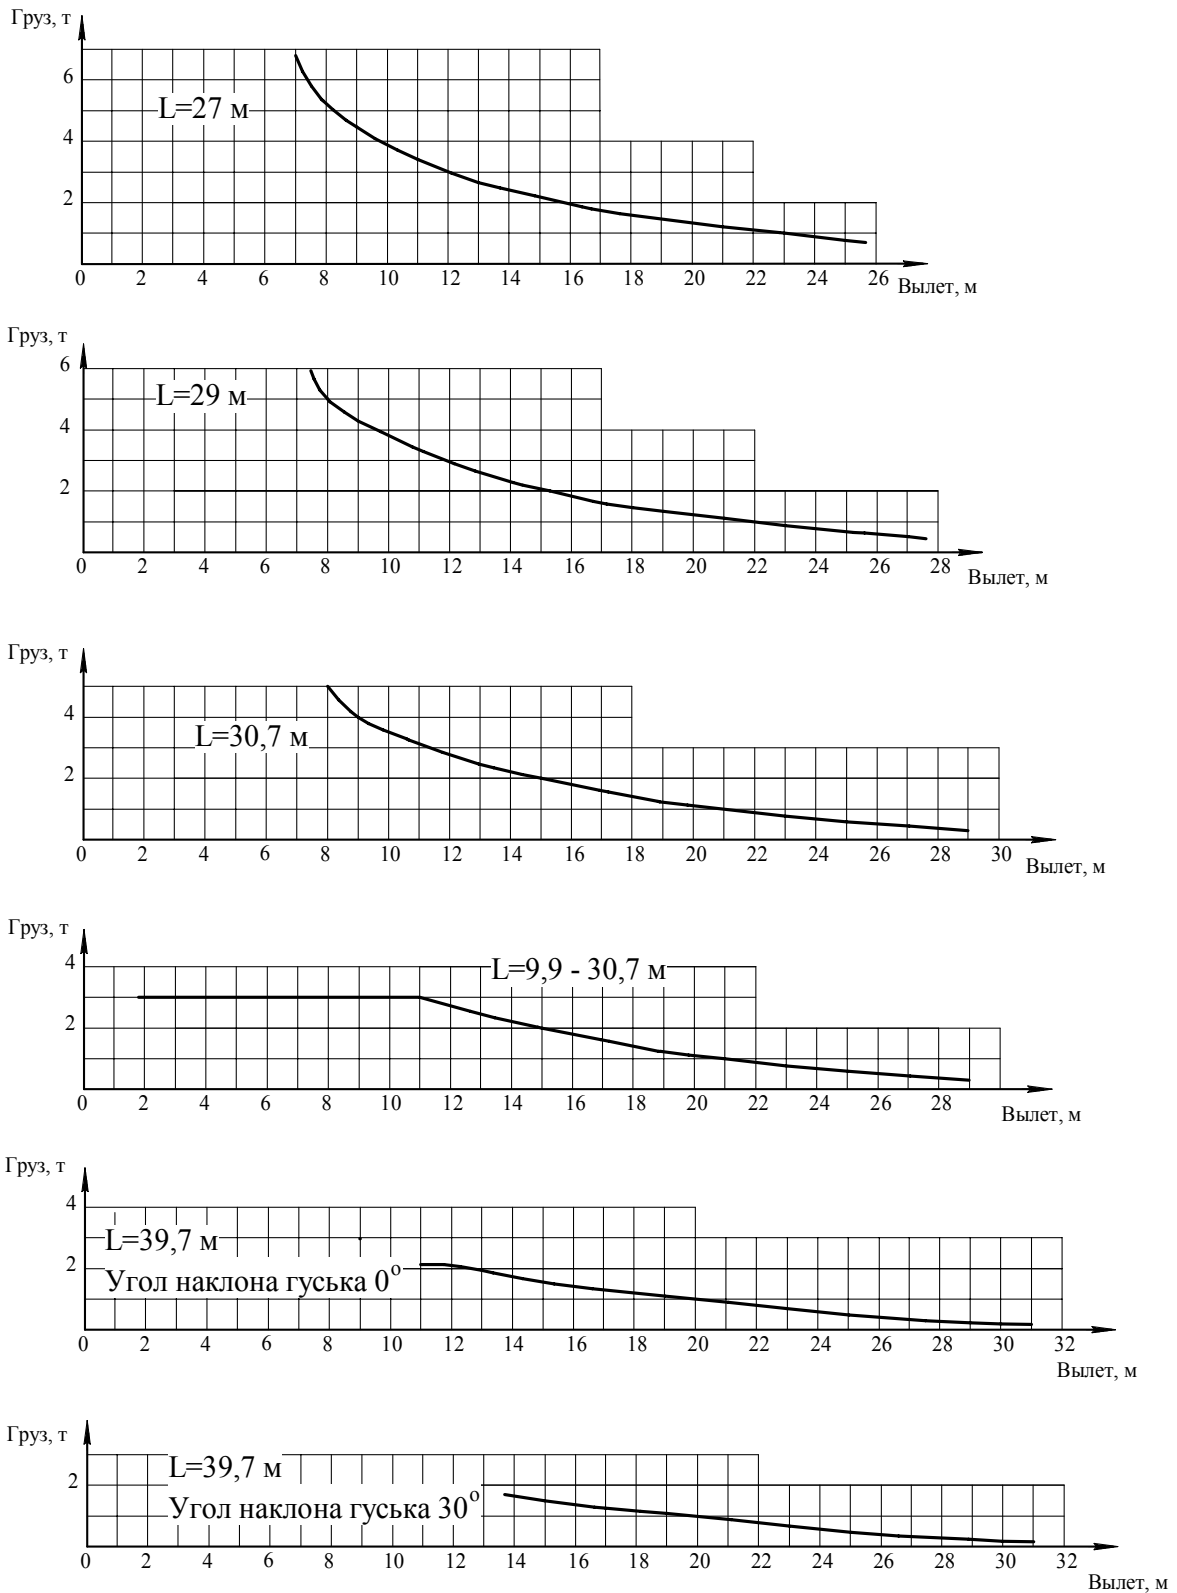 Груз, т
6
L=27 м
4
2
0 2 4 6 8 10 12 14 16 18 20 22 24 26
Вылет, м
Груз, т
6
L=29 м
4
2
0 2 4 6 8 10 12 14 16 18 20 22 24 26 28
Вылет, м
Груз, т
4
L=30,7 м
2
0 2 4 6 8 10 12 14 16 18 20 22 24 26 28 30
Вылет, м
Груз, т
4
L=9,9 - 30,7 м
2
0 2 4 6 8 10 12 14 16 18 20 22 24 26 28
Вылет, м
Груз, т
4
L=39,7 м
2
Угол наклона гуська 0°
0 2 4 6 8 10 12 14 16 18 20 22 24 26 28 30 32
Вылет, м
Груз, т
L=39,7 м
2
Угол наклона гуська 30°
0 2 4 6 8 10 12 14 16 18 20 22 24 26 28 30 32
Вылет, м